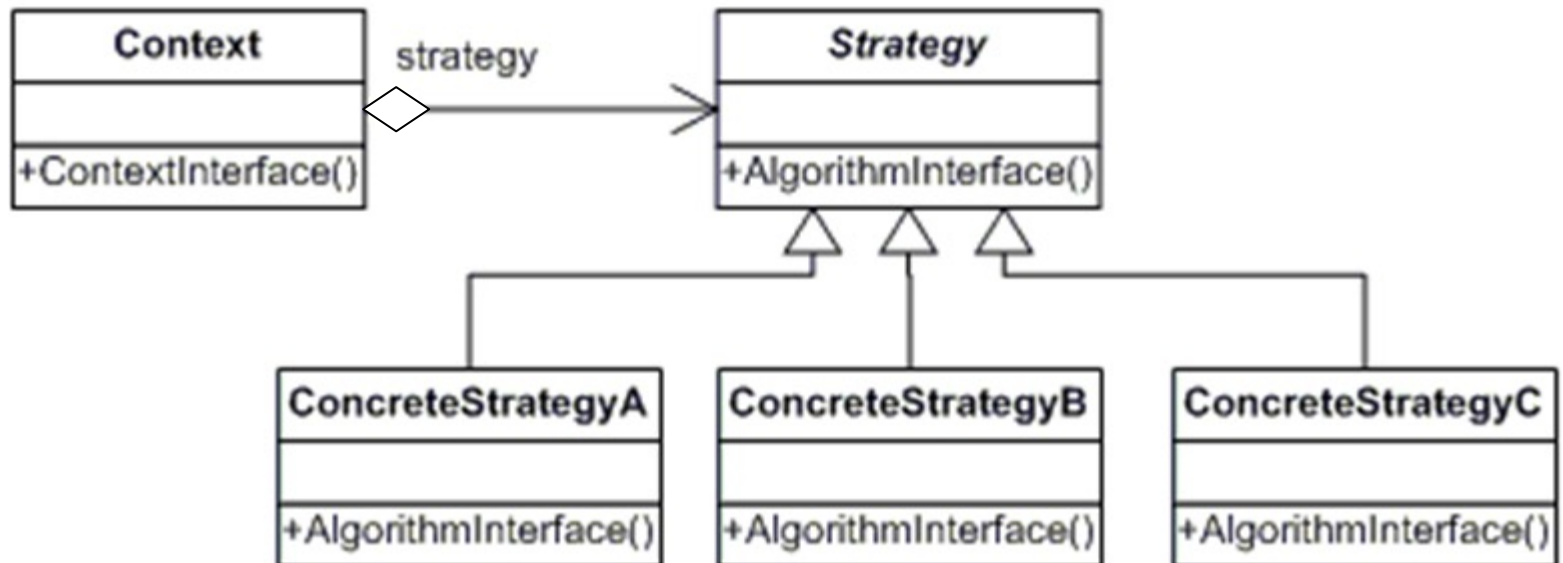 Context
strategy
Strategy
+ContextInterface()
+AlgorithmInterface()
ConcreteStrategyA
ConcreteStrategyB
ConcreteStrategyC
+AlgorithmInterface()
+AlgorithmInterface()
+AlgorithmInterface()